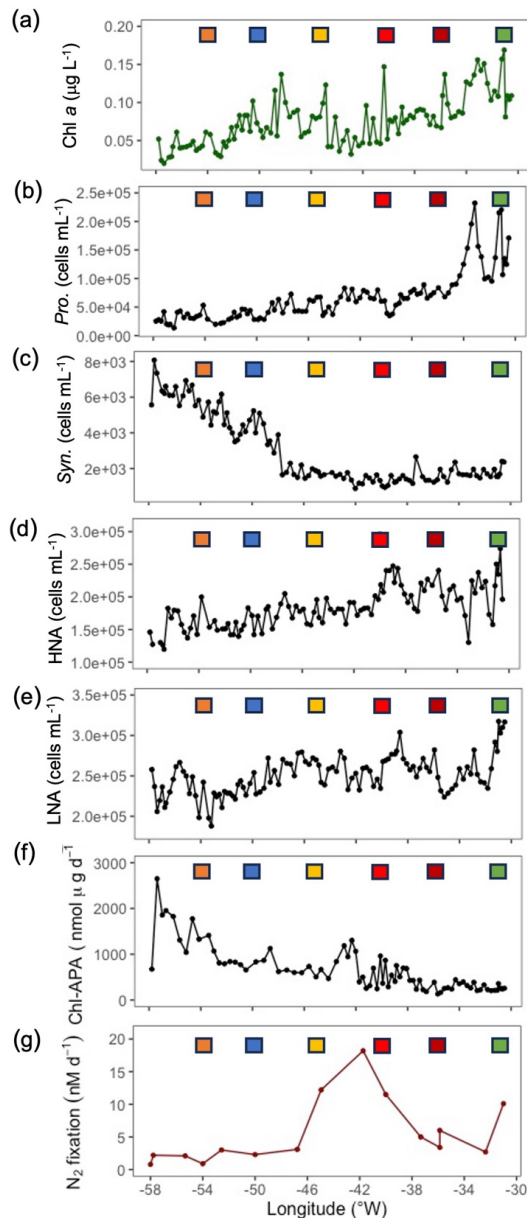 (a)
Chl a (µg L-1)
0.20
0.15
0.10
0.05
(b)
Pro. (cells mL-1)
2.5e+05
2.0e+05
1.5e+05
1.0e+05
5.0e+04
0.0e+00
(c)
Syn. (cells mL-1)
8e+03
6e+03
4e+03
2e+03
(d)
HNA (cells mL-1)
3.0e+05
2.5e+05
2.0e+05
1.5e+05
1.0e+05
(e)
LNA (cells mL-1)
3.5e+05
3.0e+05
2.5e+05
2.0e+05
(f)
Chl-APA ( nmol µ g d-1)
3000
2000
1000
0
(g)
N2 fixation ( nM d-1)
20
15
10
5
0
-58 -54 -50 -46 -42 -38 -34 -30
Longitude (°W)